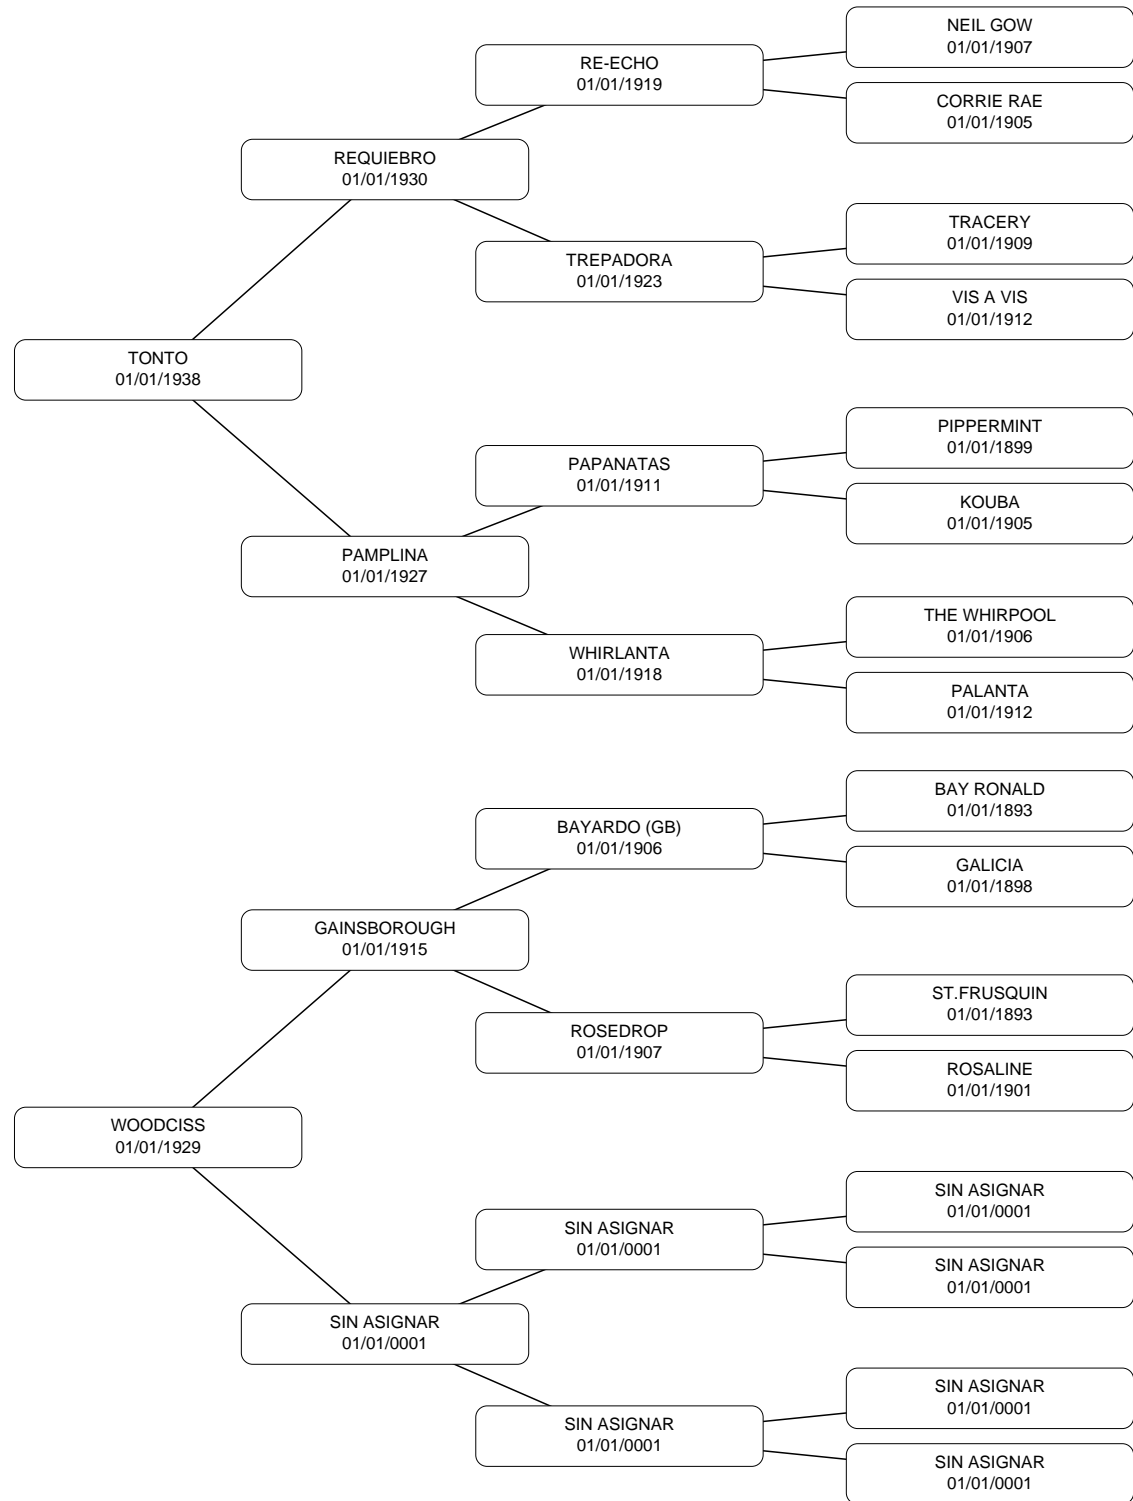 NEIL GOW
01/01/1907
RE-ECHO
01/01/1919
CORRIE RAE
01/01/1905
REQUIEBRO
01/01/1930
TRACERY
01/01/1909
TREPADORA
01/01/1923
VIS A VIS
01/01/1912
TONTO
01/01/1938
PIPPERMINT
01/01/1899
PAPANATAS
01/01/1911
KOUBA
01/01/1905
PAMPLINA
01/01/1927
THE WHIRPOOL
01/01/1906
WHIRLANTA
01/01/1918
PALANTA
01/01/1912
BAY RONALD
01/01/1893
BAYARDO (GB)
01/01/1906
GALICIA
01/01/1898
GAINSBOROUGH
01/01/1915
ST.FRUSQUIN
01/01/1893
ROSEDROP
01/01/1907
ROSALINE
01/01/1901
WOODCISS
01/01/1929
SIN ASIGNAR
01/01/0001
SIN ASIGNAR
01/01/0001
SIN ASIGNAR
01/01/0001
SIN ASIGNAR
01/01/0001
SIN ASIGNAR
01/01/0001
SIN ASIGNAR
01/01/0001
SIN ASIGNAR
01/01/0001